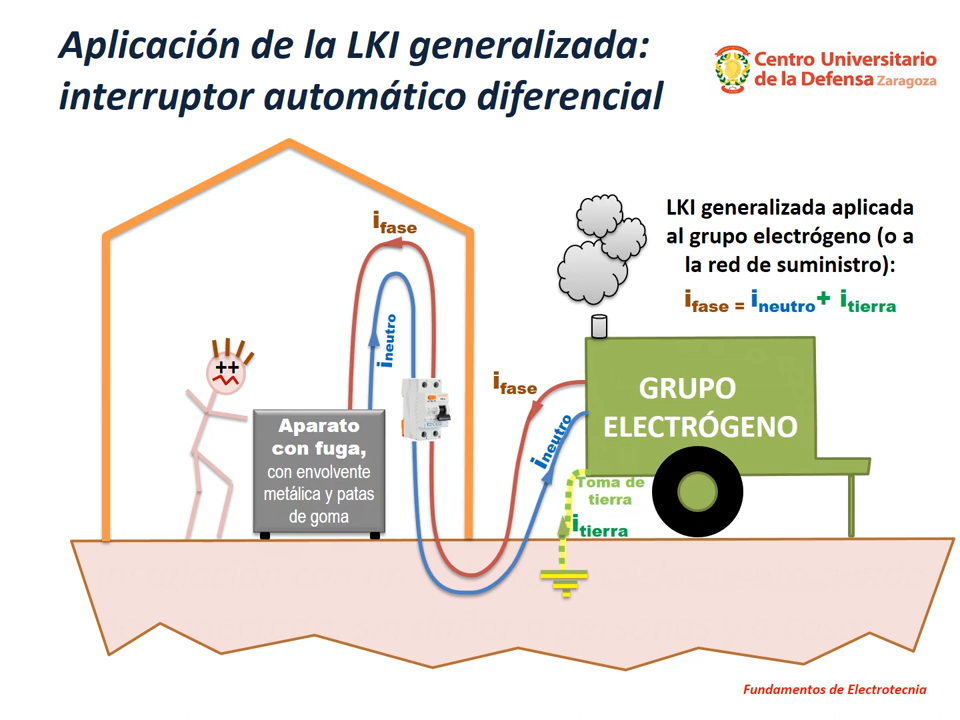 Aplicación de la LKI generalizada:
interruptor automático diferencial
Centro Universitario
de la Defensa Zaragoza
LKI generalizada aplicada
al grupo electrógeno (o a
la red de suministro):
ifase = ineutro + itierra
ifase
ineutro
++
Aparato
con fuga,
con envolvente
metálica y patas
de goma
ifase
ineutro
GRUPO
ELECTRÓGENO
Toma de
tierra
itierra
Fundamentos de Electrotecnia